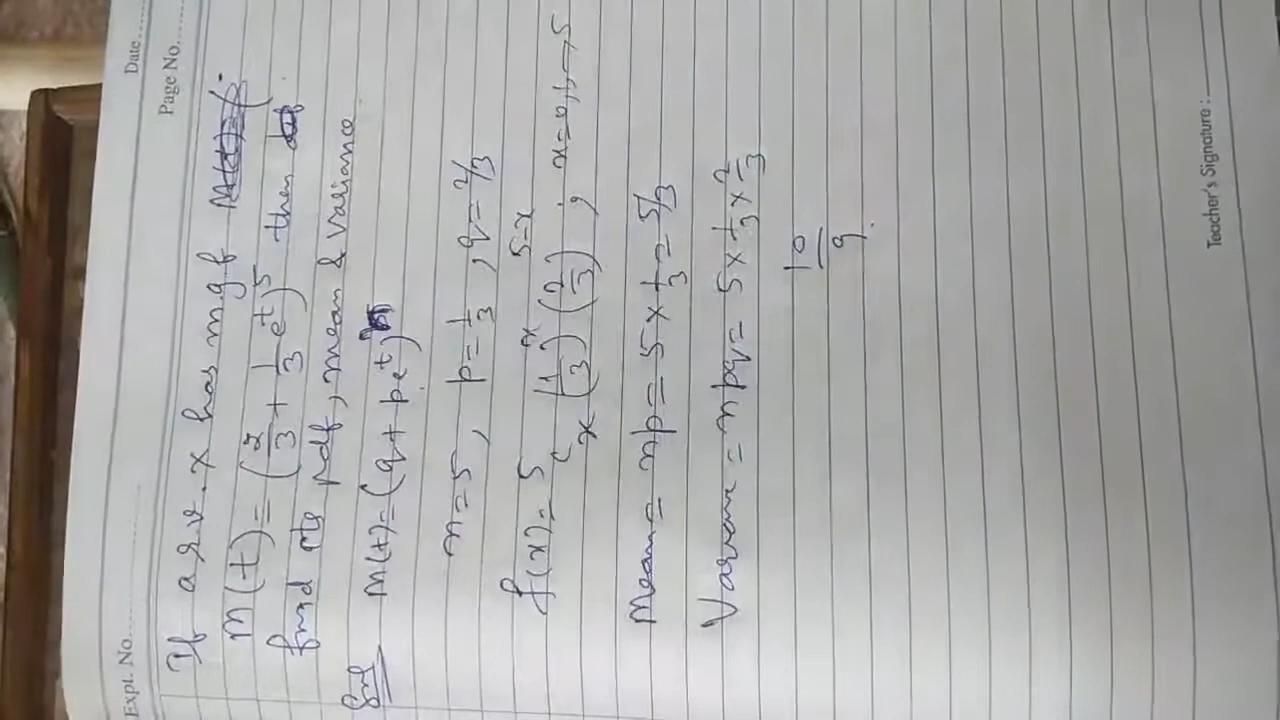 Expt. No.
Date
Page No.
If a r.v. x has m.g.f
M(t) = (2/3 + 1/3 e^t)^5 then
find its pdf, mean & variance
Sol M(t) = (q + pe^t)^n
n = 5, p = 1/3, q = 2/3
f(x) = 5Cx (1/3)^x (2/3)^5-x ; x = 0, 1, -, 5
Mean = np = 5 x 1/3 = 5/3
Varian = npq = 5 x 1/3 x 2/3
10/9.
Teacher's Signature :